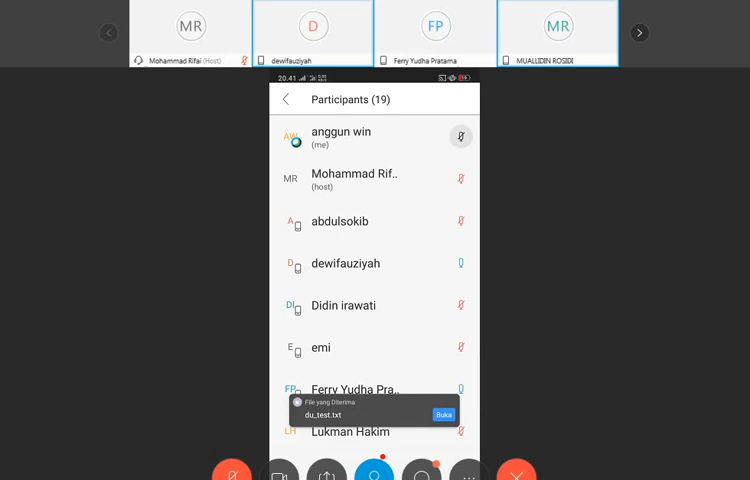 MR
D
FP
MR
Mohammad Rifai (Host)
dewifauziyah
Ferry Yudha Pratama
MUALLIDIN ROSIDI
20.41
Participants (19)
AW
anggun win
(me)
MR
Mohammad Rif..
(host)
A
abdulsokib
D
dewifauziyah
DI
Didin irawati
E
emi
FP
Ferry Yudha Pra..
File yang Diterima
du_test.txt
Buka
LH
Lukman Hakim